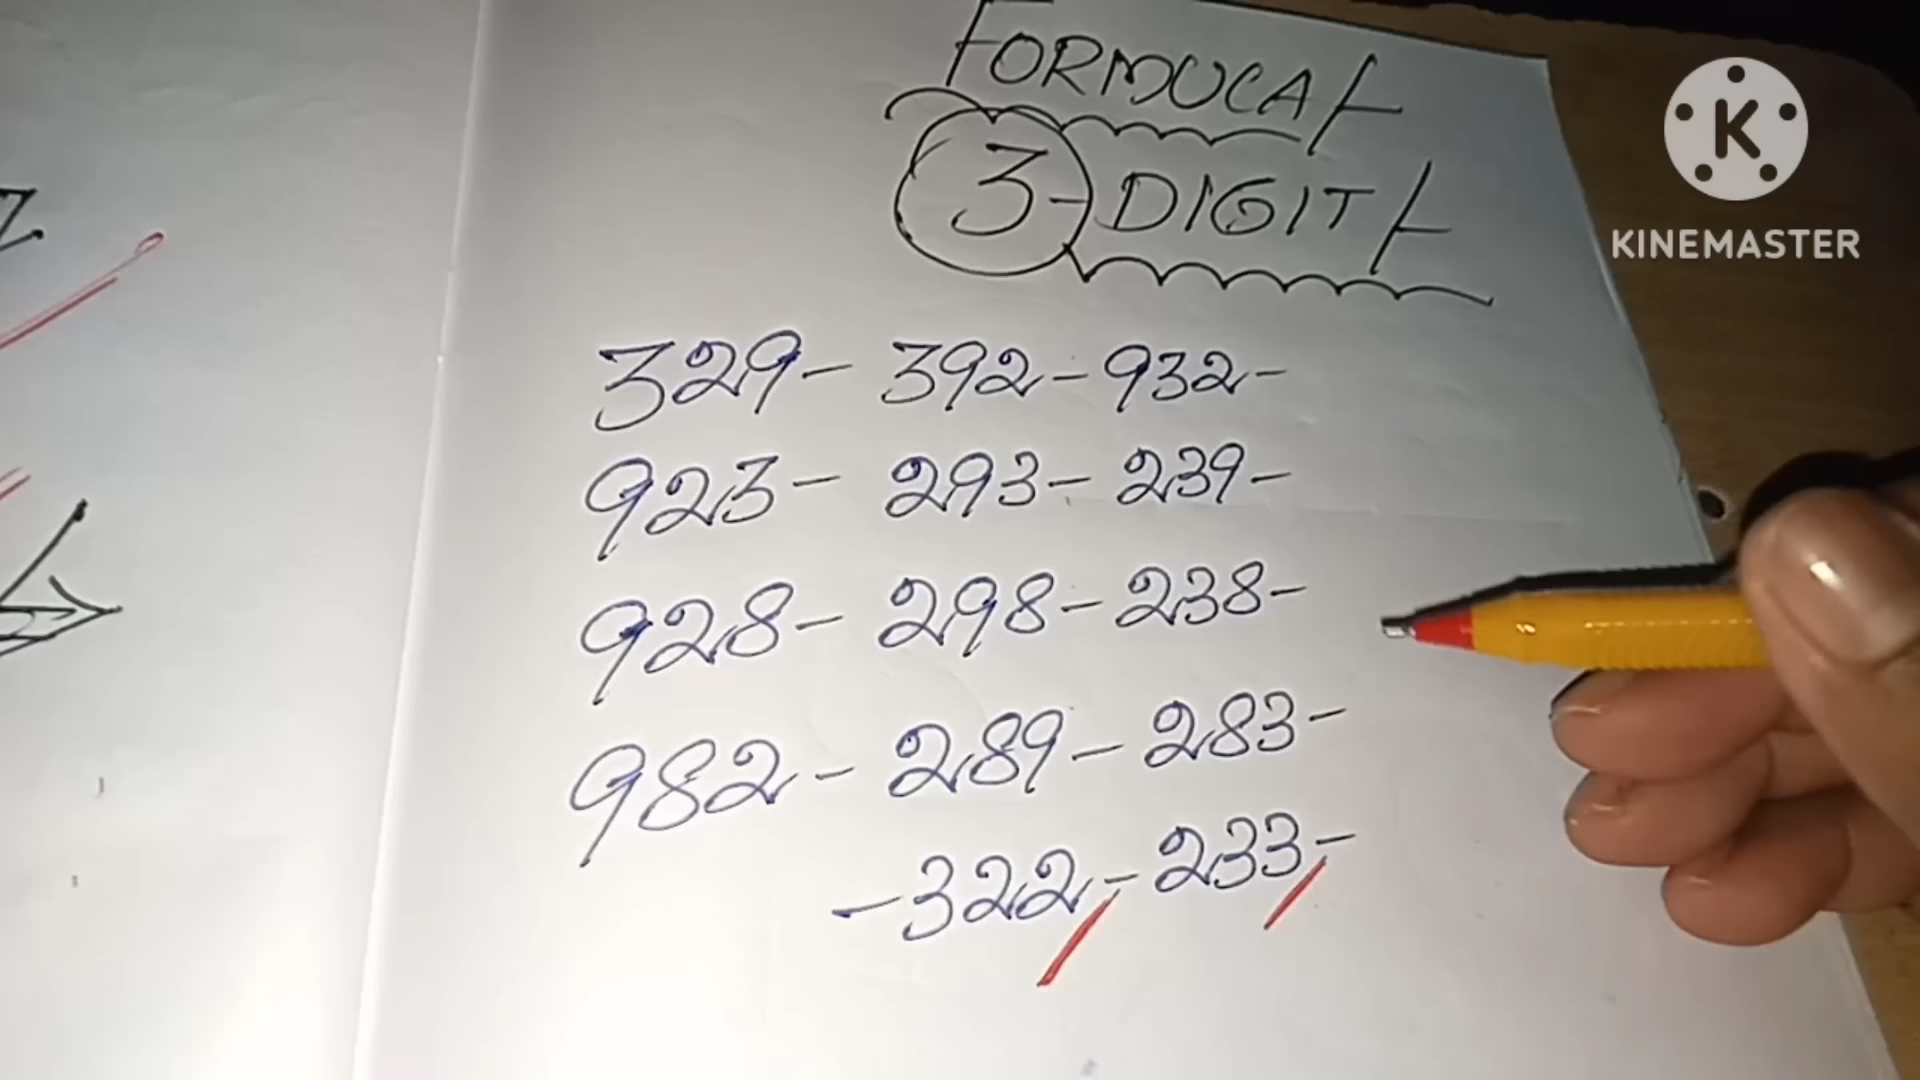 FORMULA/-
3-DIGIT/-
K
KINEMASTER
329- 392-932-
923- 293-239-
928- 298-238-
982- 289-283-
-322,-233-